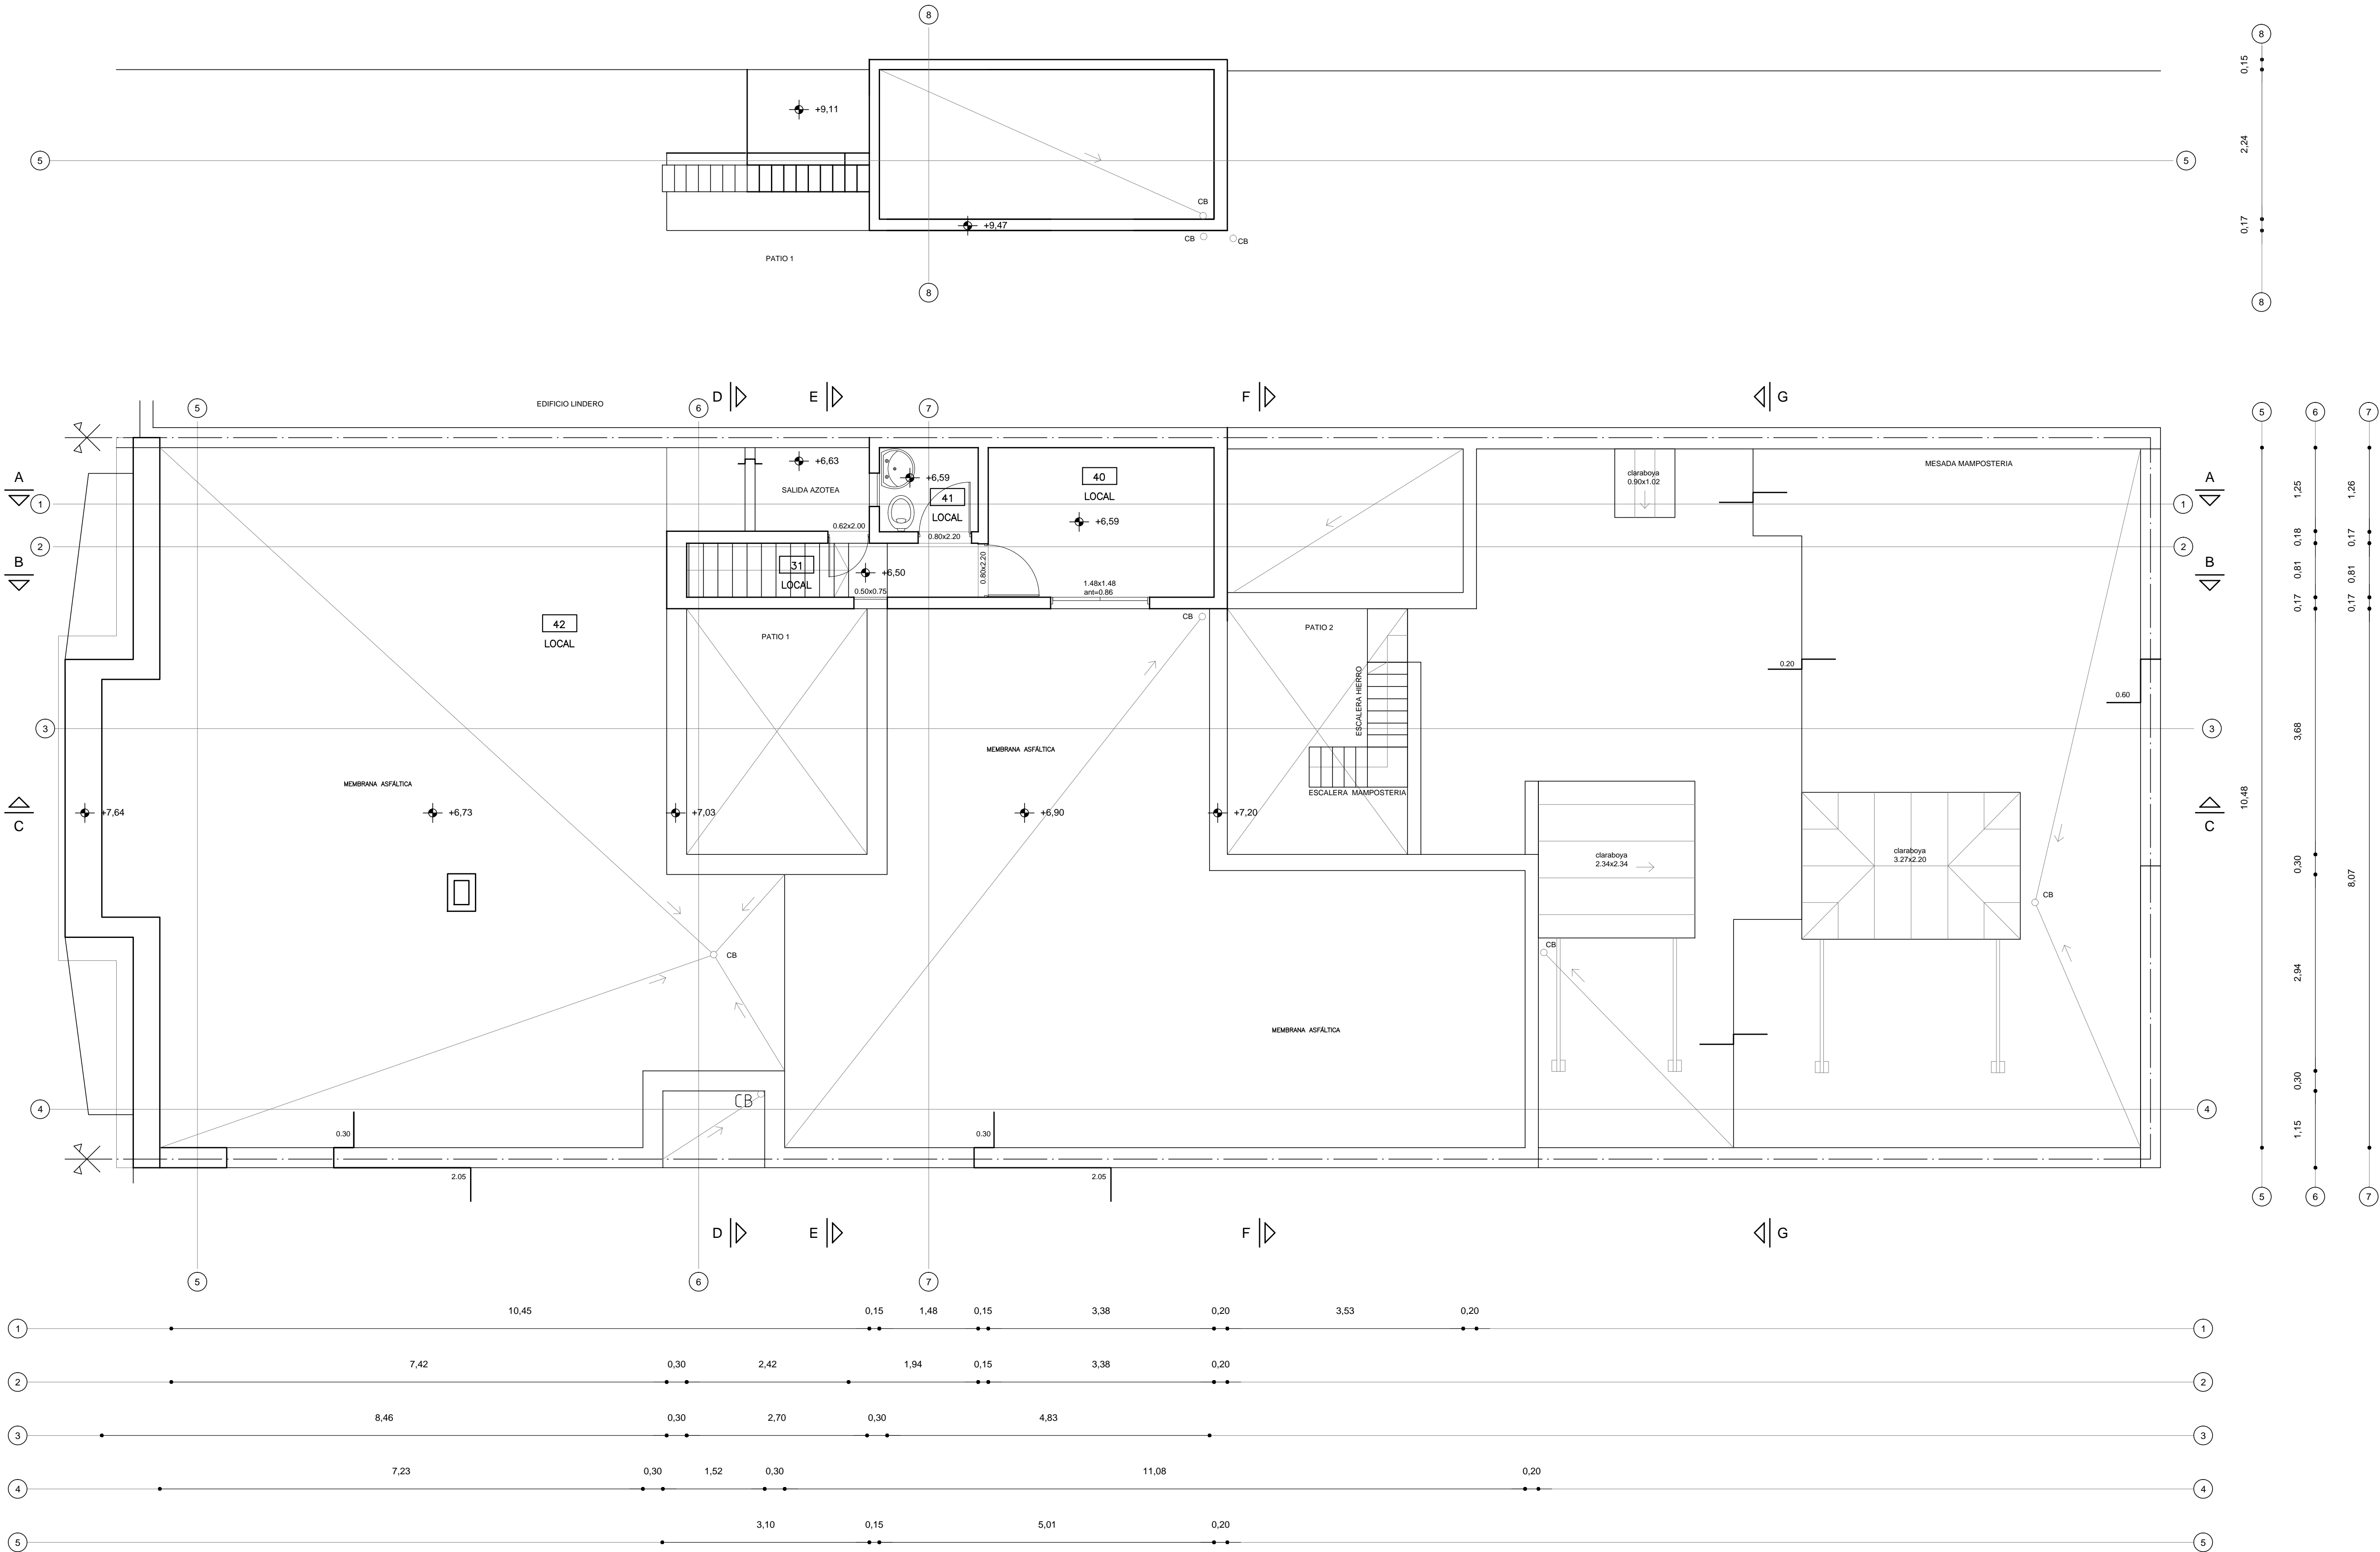 8
8
5
+9,11
5
0,15
2,24
0,17
CB
+9,47
CB
CB
PATIO 1
8
8
EDIFICIO LINDERO
D
E
F
G
5
6
7
5
6
7
+6,63
SALIDA AZOTEA
+6,59
41
LOCAL
40
LOCAL
+6,59
claraboya
0.90x1.02
MESADA MAMPOSTERIA
A
A
1
1
2
2
B
B
0.62x2.00
0.80x2.20
0.80x2.20
31
LOCAL
+6,50
0.50x0.75
1.48x1.48
ant=0.86
1,25
1,26
0,18
0,17
0,81
0,81
0,17
0,17
42
LOCAL
PATIO 1
CB
PATIO 2
ESCALERA HIERRO
0.20
0.60
3
3
3,68
MEMBRANA ASFÁLTICA
MEMBRANA ASFÁLTICA
ESCALERA MAMPOSTERIA
C
C
+7,64
+6,73
+7,03
+6,90
+7,20
10,48
claraboya
2.34x2.34
claraboya
3.27x2.20
0,30
8,07
CB
CB
CB
2,94
MEMBRANA ASFÁLTICA
0,30
CB
4
4
1,15
0.30
0.30
2.05
2.05
5
6
7
D
E
F
G
5
6
7
10,45
0,15
1,48
0,15
3,38
0,20
3,53
0,20
1
1
7,42
0,30
2,42
1,94
0,15
3,38
0,20
2
2
8,46
0,30
2,70
0,30
4,83
3
3
7,23
0,30
1,52
0,30
11,08
0,20
4
4
3,10
0,15
5,01
0,20
5
5